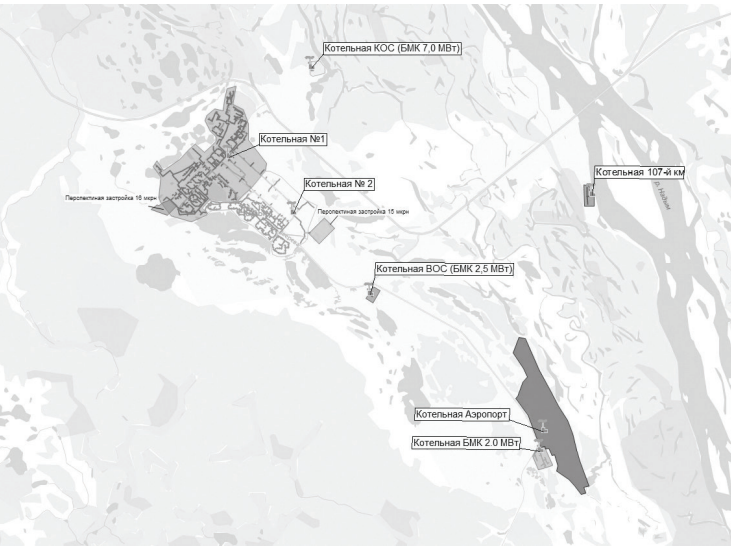 Котельная КОС (БМК 7,0 МВт)
Котельная №1
Котельная 107-й км
Котельная № 2
р. Надым
Перспективная застройка 16 мкрн
Перспективная застройка 15 мкрн
Котельная ВОС (БМК 2,5 МВт)
Котельная Аэропорт
Котельная БМК 2.0 МВт